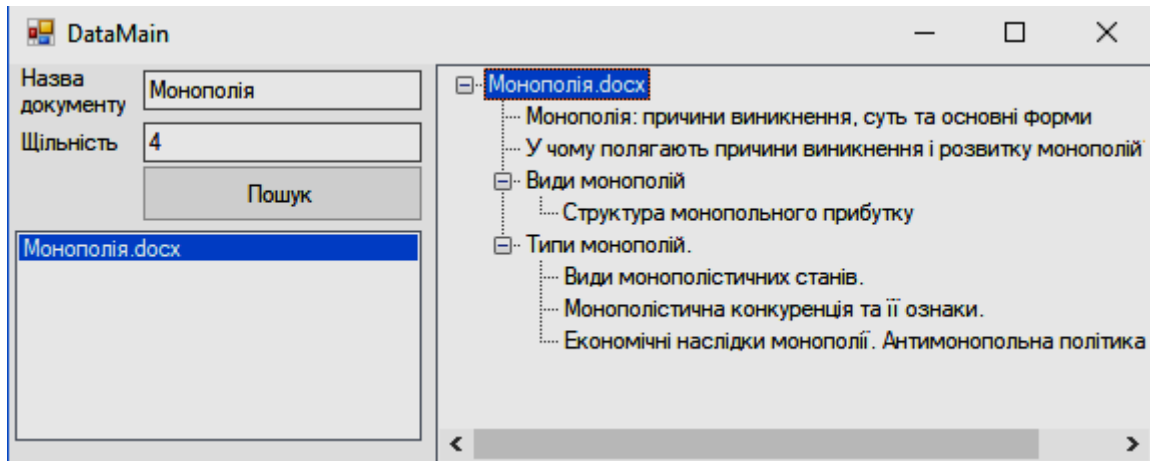 DataMain
Назва
документу
Монополія
Щільність
4
Пошук
Монополія.docx
Монополія.docx
Монополія: причини виникнення, суть та основні форми
У чому полягають причини виникнення і розвитку монополій
Види монополій
Структура монопольного прибутку
Типи монополій.
Види монополістичних станів.
Монополістична конкуренція та її ознаки.
Економічні наслідки монополії. Антимонопольна політика